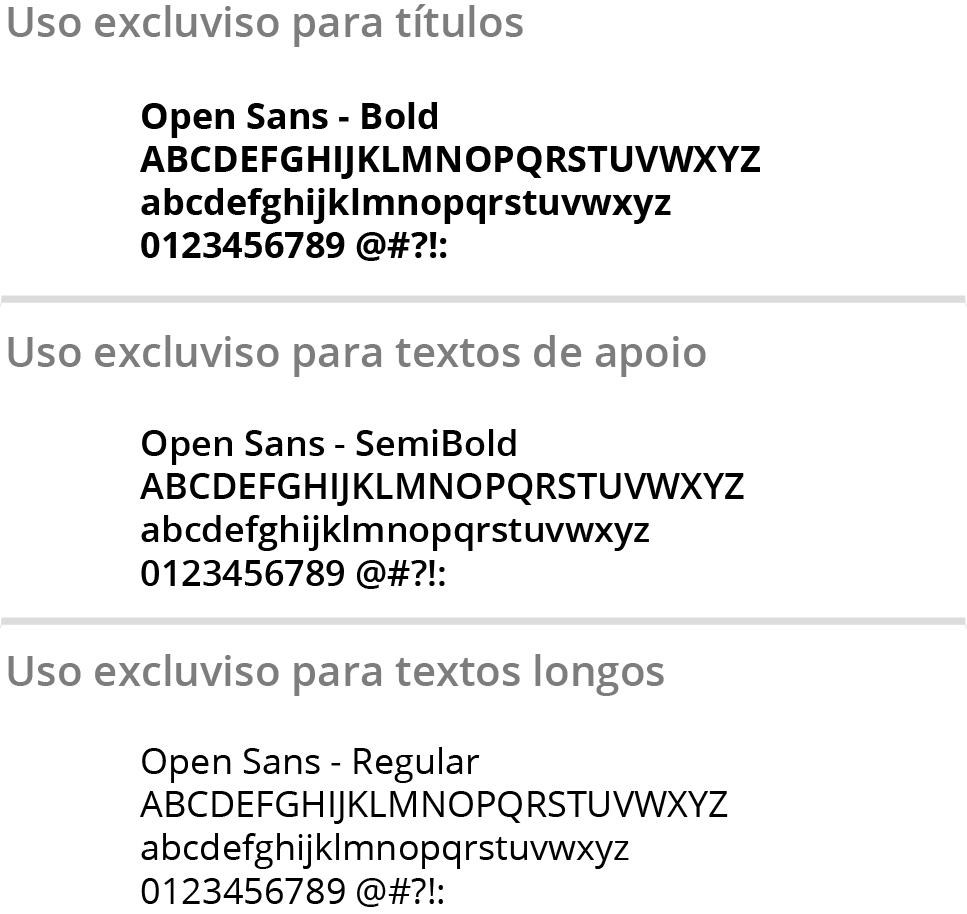 Uso excluviso para títulos
Open Sans - Bold
ABCDEFGHIJKLMNOPQRSTUVWXYZ
abcdefghijklmnopqrstuvwxyz
0123456789 @#?!:
Uso excluviso para textos de apoio
Open Sans - SemiBold
ABCDEFGHIJKLMNOPQRSTUVWXYZ
abcdefghijklmnopqrstuvwxyz
0123456789 @#?!:
Uso excluviso para textos longos
Open Sans - Regular
ABCDEFGHIJKLMNOPQRSTUVWXYZ
abcdefghijklmnopqrstuvwxyz
0123456789 @#?!: